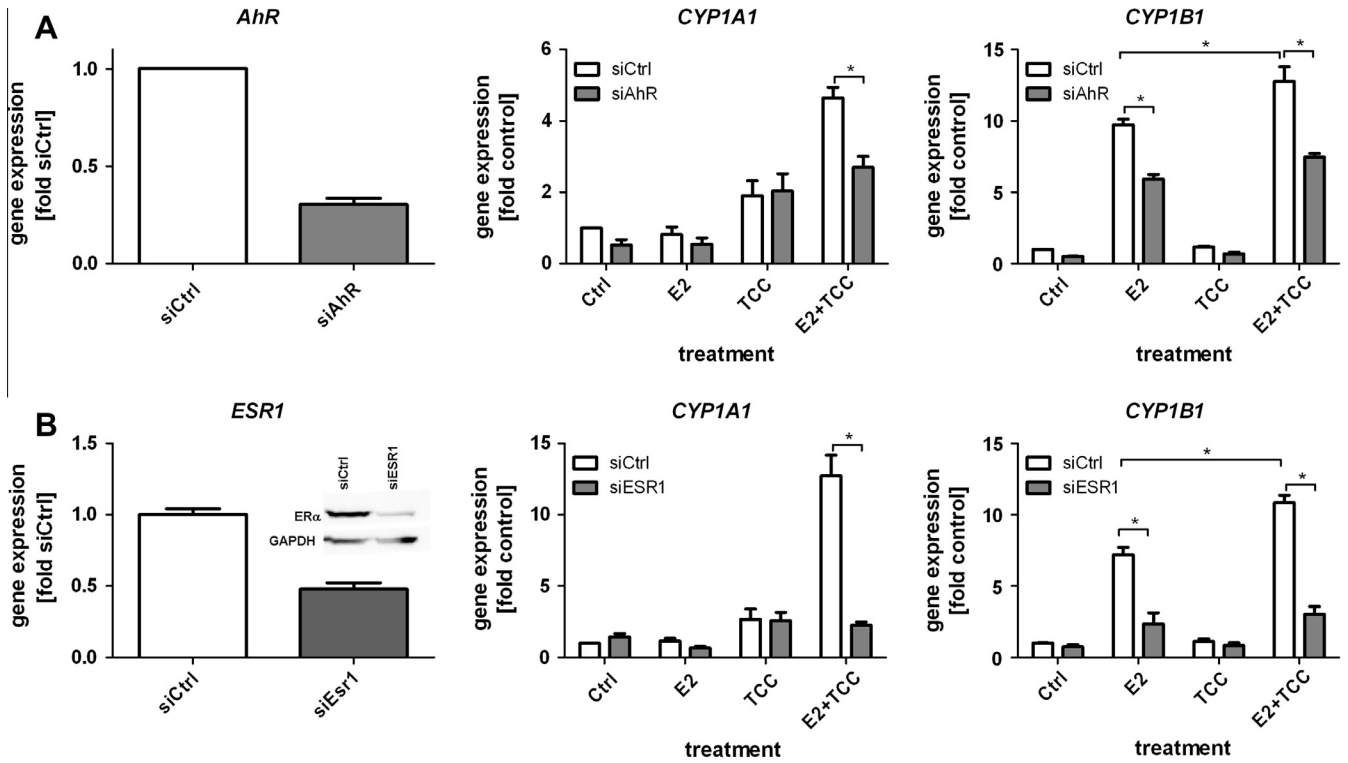 A
AhR
gene expression
[fold siCtrl]
1.0
0.5
0.0
siCtrl
siAhR
CYP1A1
gene expression
[fold control]
6
4
2
0
siCtrl
siAhR
*
Ctrl
E2
TCC
E2+TCC
treatment
CYP1B1
gene expression
[fold control]
15
10
5
0
siCtrl
siAhR
*
*
*
Ctrl
E2
TCC
E2+TCC
treatment
B
ESR1
gene expression
[fold siCtrl]
1.5
1.0
0.5
0.0
siCtrl
siESR1
ERα
GAPDH
siCtrl
siEsr1
CYP1A1
gene expression
[fold control]
15
10
5
0
siCtrl
siESR1
*
Ctrl
E2
TCC
E2+TCC
treatment
CYP1B1
gene expression
[fold control]
15
10
5
0
siCtrl
siESR1
*
*
*
Ctrl
E2
TCC
E2+TCC
treatment